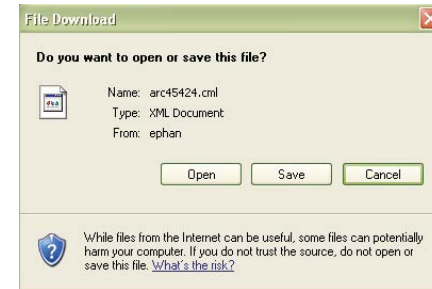 File Download
Do you want to open or save this file?
Name: arc45424.cml
Type: XML Document
From: ephan
Open Save Cancel
While files from the Internet can be useful, some files can potentially
harm your computer. If you do not trust the source, do not open or
save this file. What's the risk?